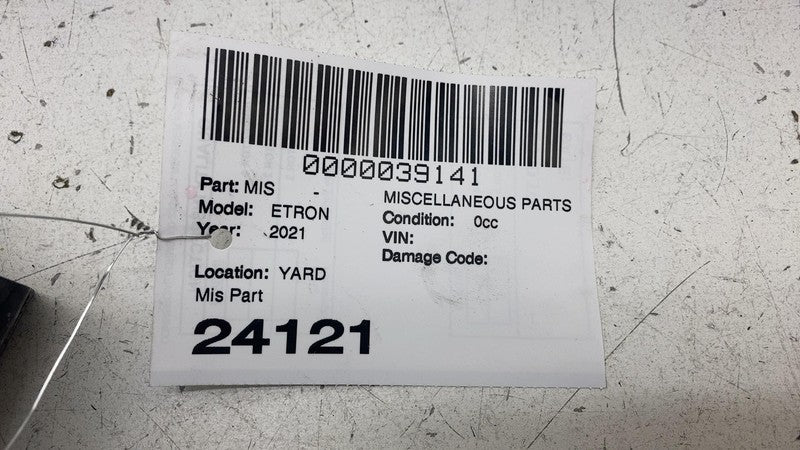 0000039141
Part: MIS -
MISCELLANEOUS PARTS
Model: ETRON
Condition: 0cc
Year: 2021
VIN:
Damage Code:
Location: YARD
Mis Part
24121